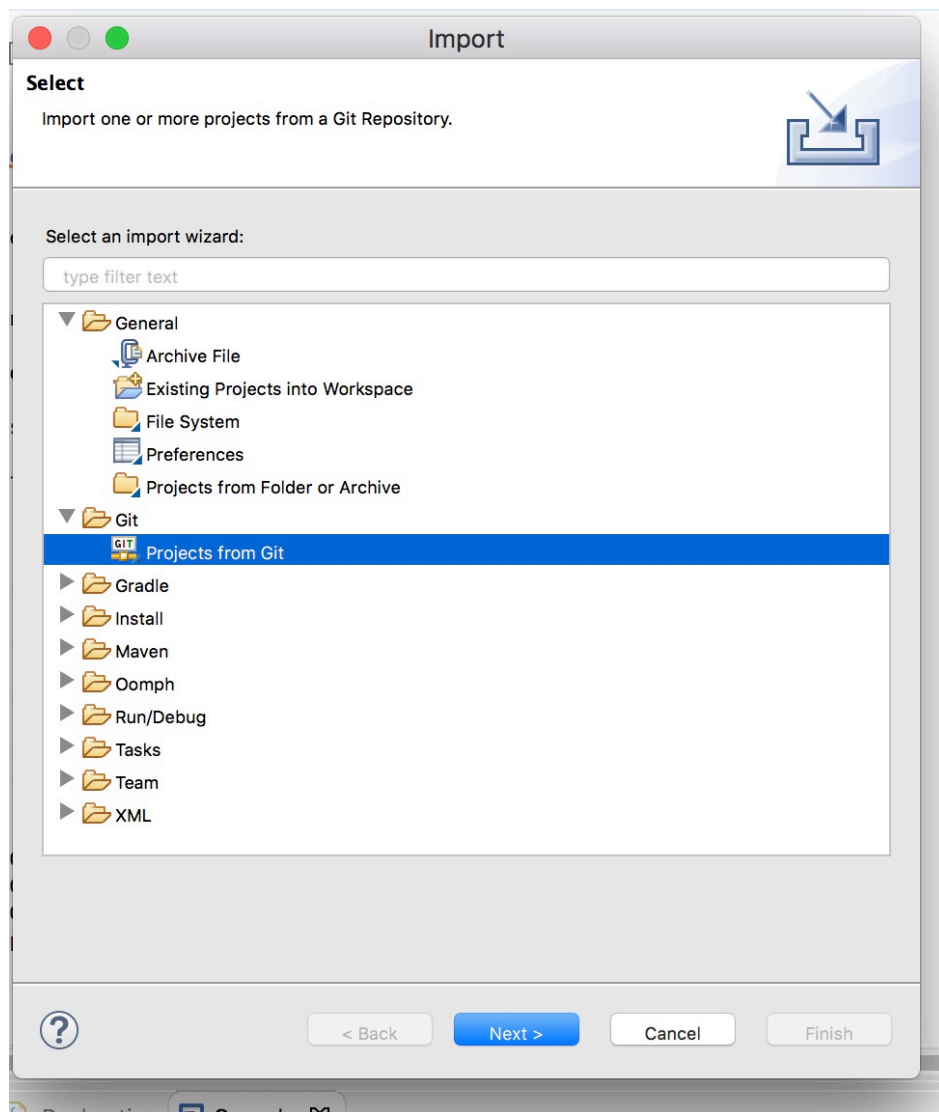 Import
Select
Import one or more projects from a Git Repository.
Select an import wizard:
type filter text
General
Archive File
Existing Projects into Workspace
File System
Preferences
Projects from Folder or Archive
Git
GIT
Projects from Git
Gradle
Install
Maven
Oomph
Run/Debug
Tasks
Team
XML
?
< Back
Next >
Cancel
Finish